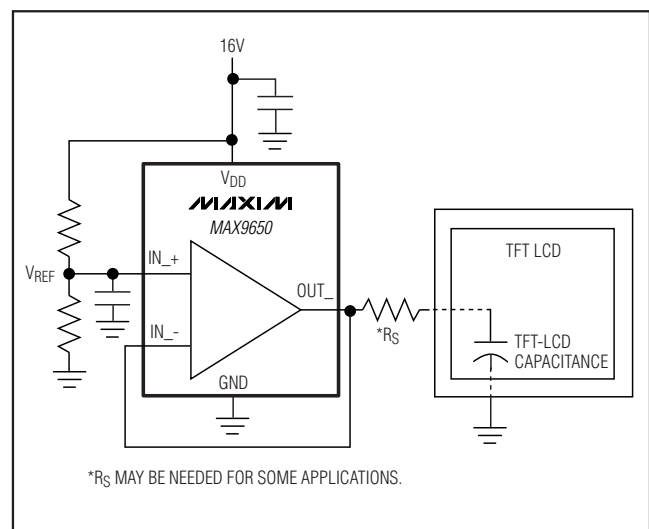 16V
VDD
MAXIM
MAX9650
TFT LCD
IN_+
VREF
OUT_
*RS
IN_-
TFT-LCD
CAPACITANCE
GND
*RS MAY BE NEEDED FOR SOME APPLICATIONS.